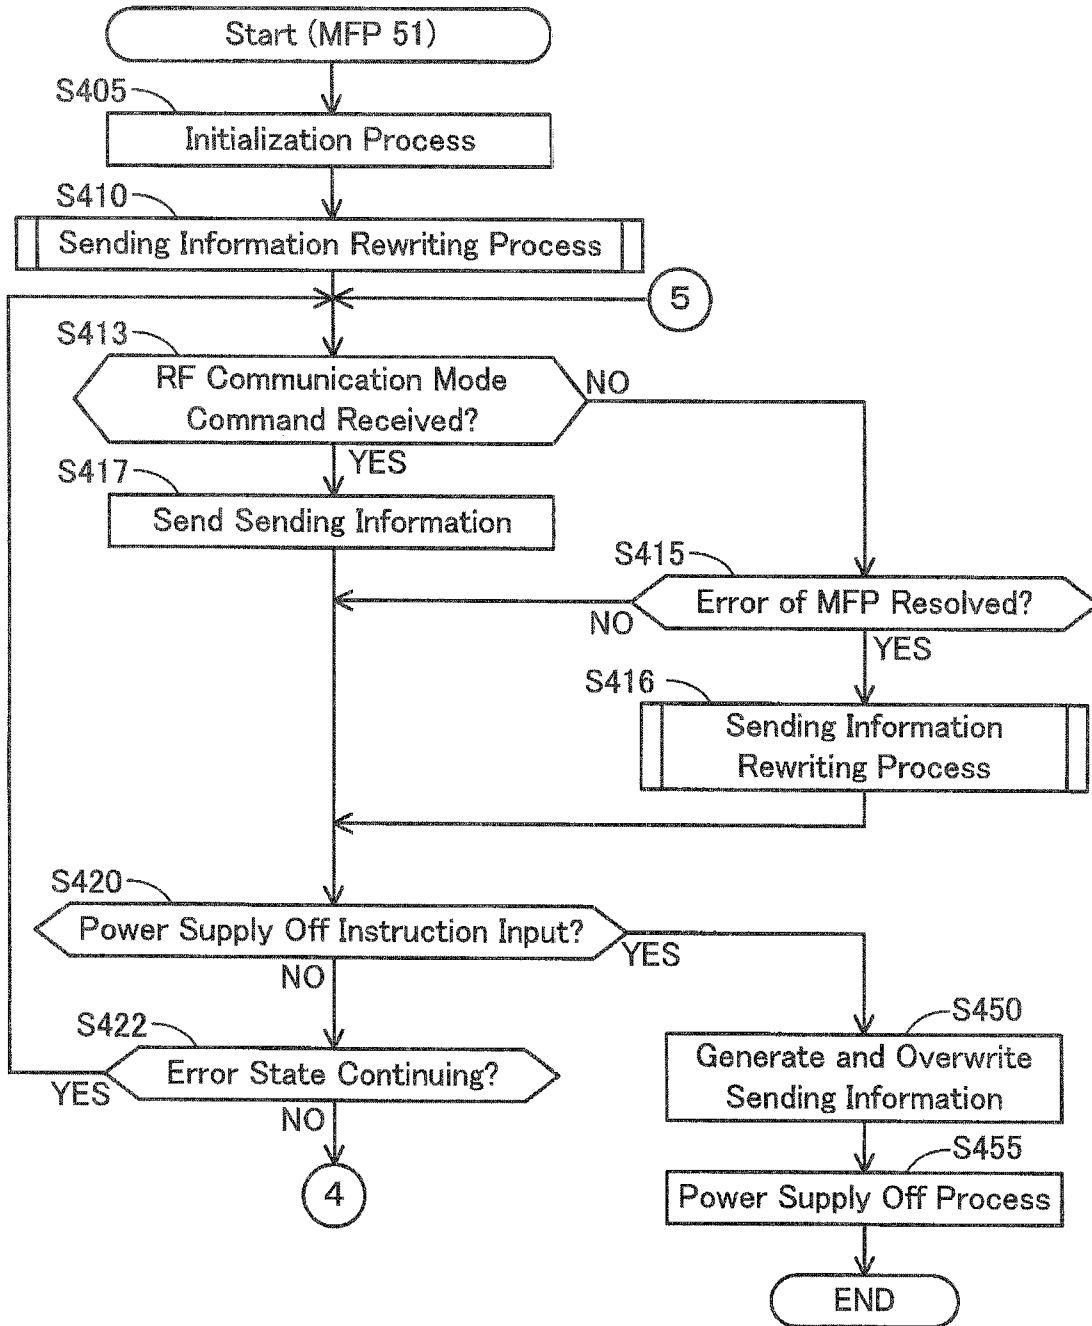 Start (MFP 51)
S405
Initialization Process
S410
Sending Information Rewriting Process
5
S413
RF Communication Mode
Command Received?
NO
YES
S417
Send Sending Information
S415
Error of MFP Resolved?
NO
YES
S416
Sending Information
Rewriting Process
S420
Power Supply Off Instruction Input?
YES
NO
S422
Error State Continuing?
YES
NO
4
S450
Generate and Overwrite
Sending Information
S455
Power Supply Off Process
END